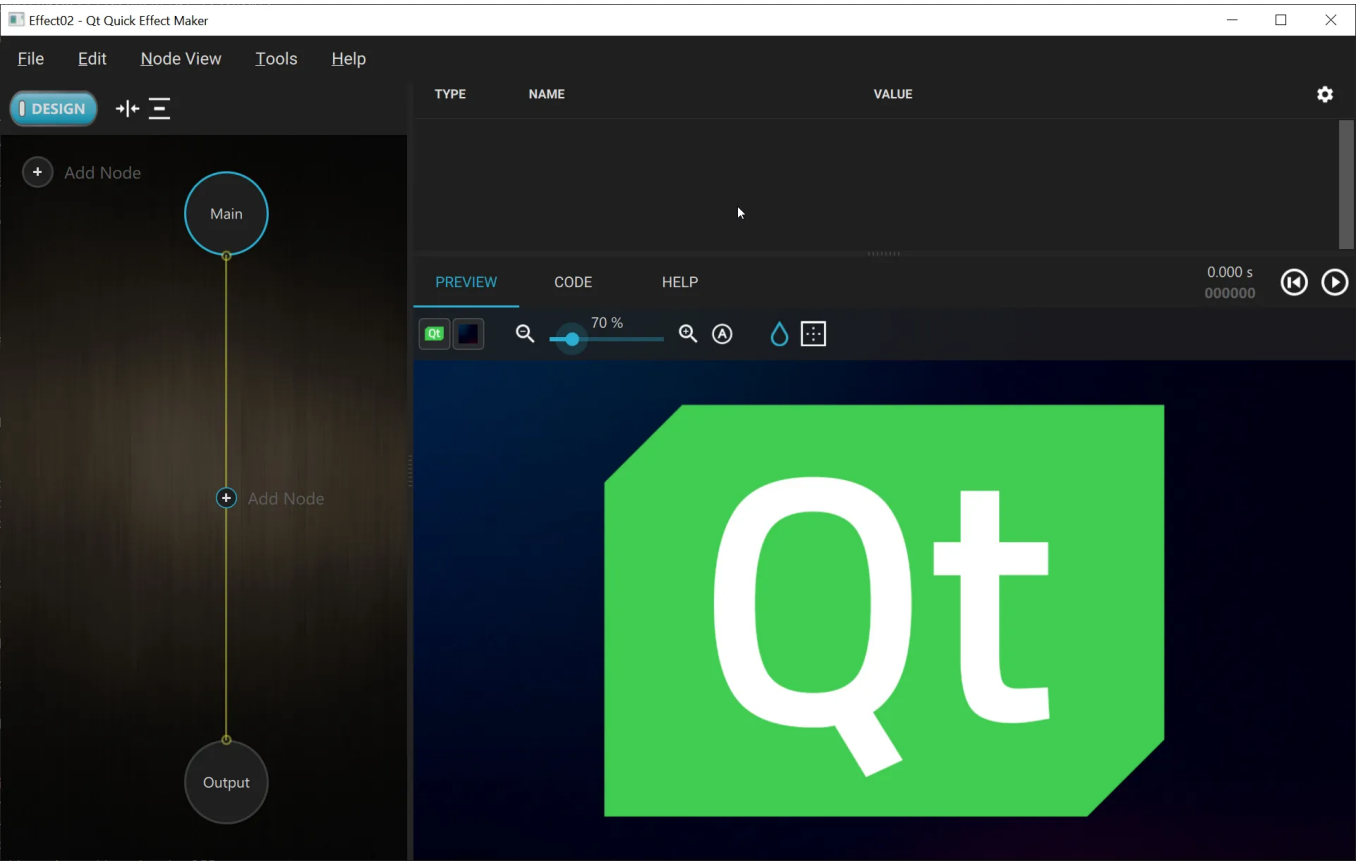 Effect02 - Qt Quick Effect Maker
File Edit Node View Tools Help
DESIGN
TYPE NAME VALUE
Add Node
Main
PREVIEW CODE HELP
0.000 s
000000
Qt
70 %
A
Add Node
Qt
Output